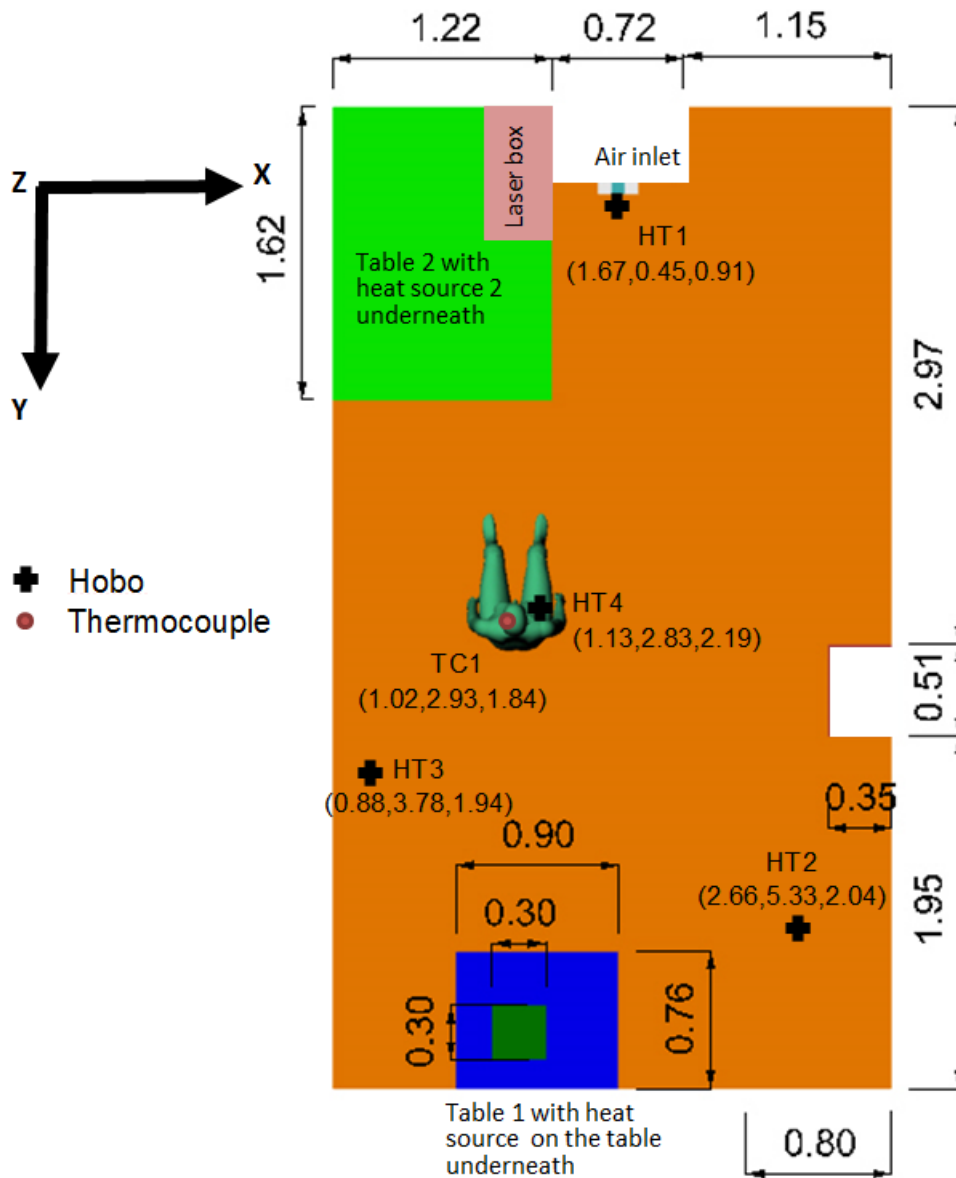 1.22
0.72
1.15
Z
X
Y
1.62
Laser box
Air inlet
HT1
(1.67,0.45,0.91)
Table 2 with
heat source 2
underneath
2.97
Hobo
Thermocouple
HT4
(1.13,2.83,2.19)
TC1
(1.02,2.93,1.84)
0.51
HT3
(0.88,3.78,1.94)
0.35
0.90
HT2
(2.66,5.33,2.04)
1.95
0.30
0.30
0.76
Table 1 with heat
source on the table
underneath
0.80